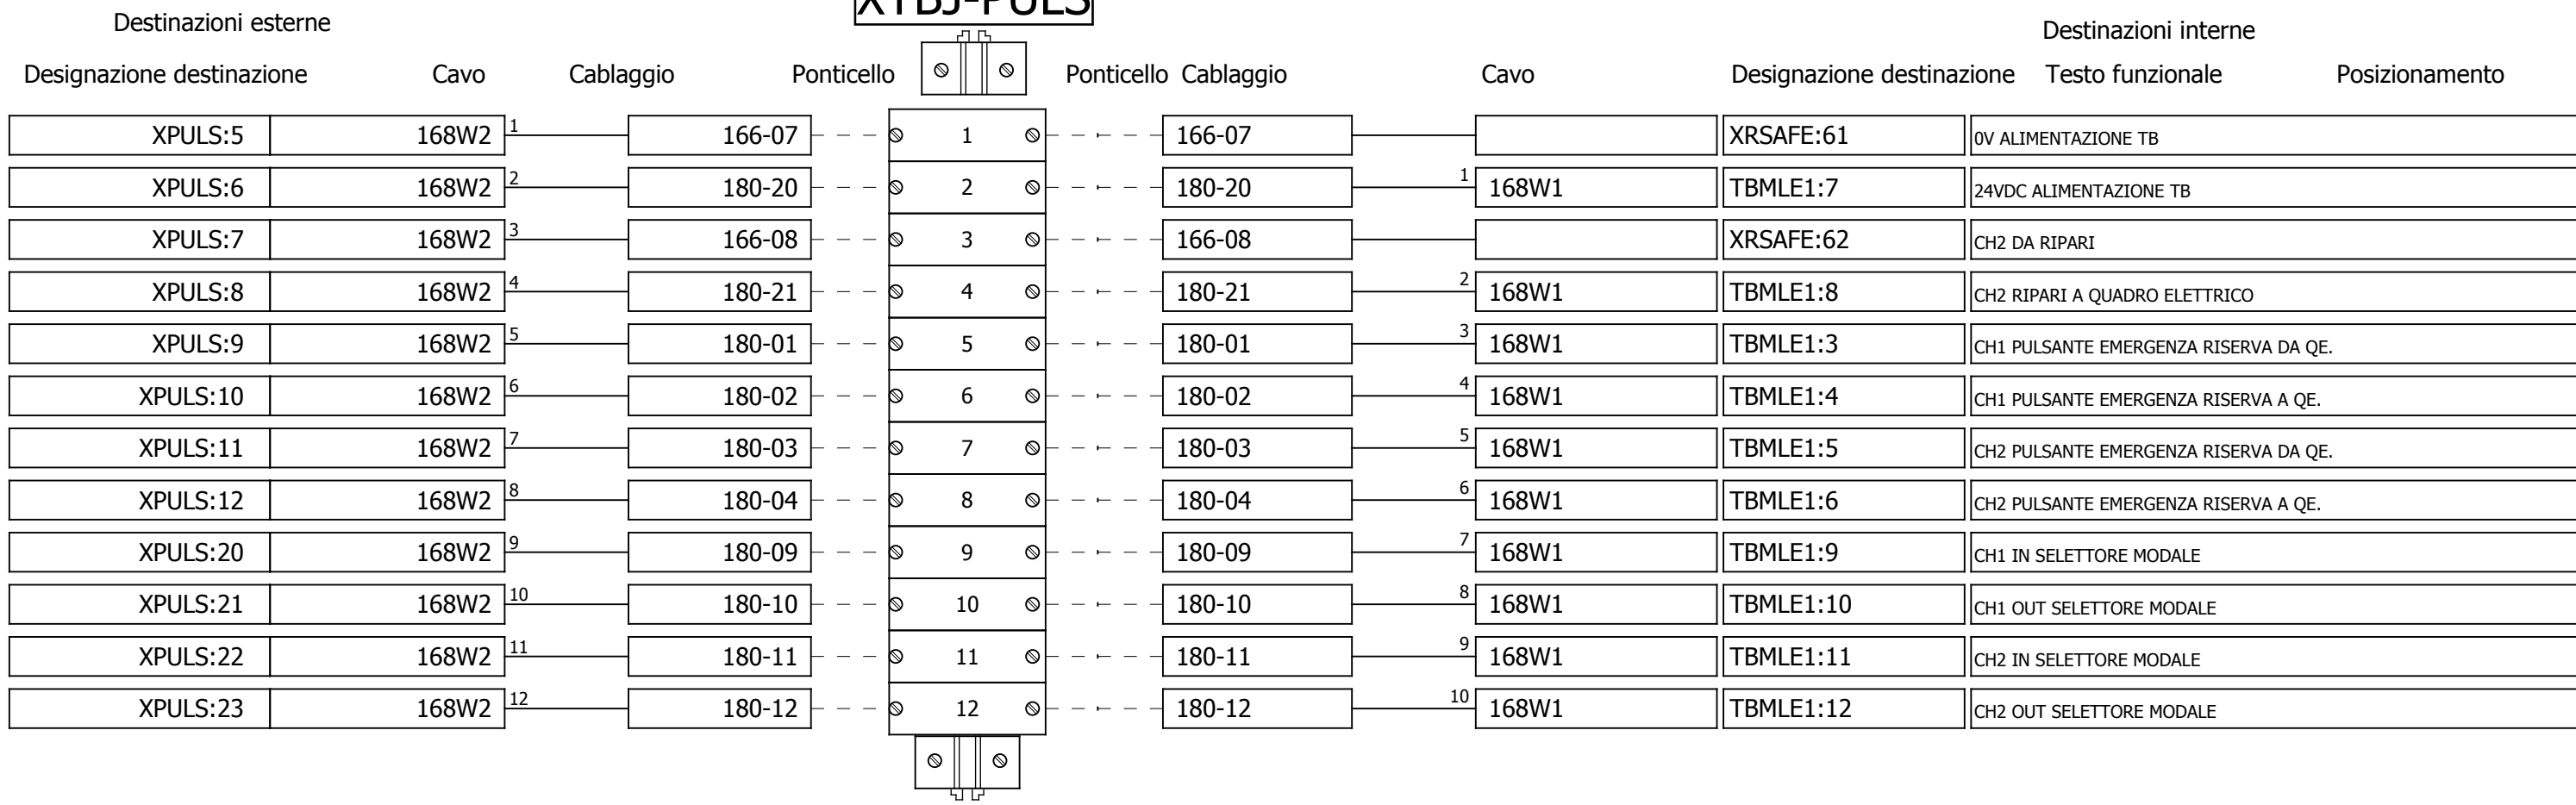 XTBJ-PULS
Destinazioni esterne
Destinazioni interne
Designazione destinazione Cavo Cablaggio Ponticello Ponticello Cablaggio Cavo Designazione destinazione Testo funzionale Posizionamento
XPULS:5 168W2 1 166-07 1 166-07 XRSAFE:61 0V ALIMENTAZIONE TB
XPULS:6 168W2 2 180-20 2 180-20 1 168W1 TBMLE1:7 24VDC ALIMENTAZIONE TB
XPULS:7 168W2 3 166-08 3 166-08 XRSAFE:62 CH2 DA RIPARI
XPULS:8 168W2 4 180-21 4 180-21 2 168W1 TBMLE1:8 CH2 RIPARI A QUADRO ELETTRICO
XPULS:9 168W2 5 180-01 5 180-01 3 168W1 TBMLE1:3 CH1 PULSANTE EMERGENZA RISERVA DA QE.
XPULS:10 168W2 6 180-02 6 180-02 4 168W1 TBMLE1:4 CH1 PULSANTE EMERGENZA RISERVA A QE.
XPULS:11 168W2 7 180-03 7 180-03 5 168W1 TBMLE1:5 CH2 PULSANTE EMERGENZA RISERVA DA QE.
XPULS:12 168W2 8 180-04 8 180-04 6 168W1 TBMLE1:6 CH2 PULSANTE EMERGENZA RISERVA A QE.
XPULS:20 168W2 9 180-09 9 180-09 7 168W1 TBMLE1:9 CH1 IN SELETTORE MODALE
XPULS:21 168W2 10 180-10 10 180-10 8 168W1 TBMLE1:10 CH1 OUT SELETTORE MODALE
XPULS:22 168W2 11 180-11 11 180-11 9 168W1 TBMLE1:11 CH2 IN SELETTORE MODALE
XPULS:23 168W2 12 180-12 12 180-12 10 168W1 TBMLE1:12 CH2 OUT SELETTORE MODALE